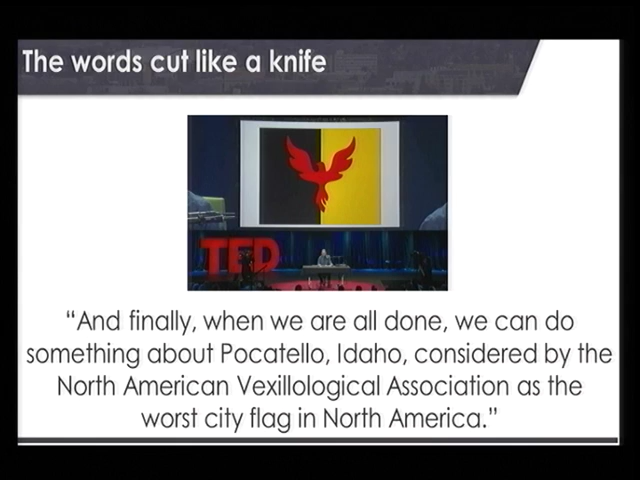 The words cut like a knife
TED
“And finally, when we are all done, we can do
something about Pocatello, Idaho, considered by the
North American Vexillological Association as the
worst city flag in North America.”